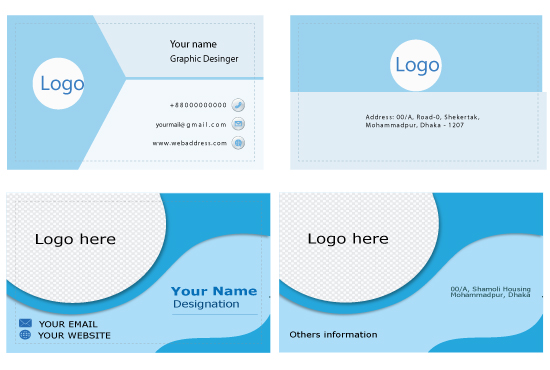 Logo
Your name
Graphic Desinger
+88000000000
yourmail@gmail.com
www.webaddress.com
Logo
Address: 00/A, Road-0, Shekertak,
Mohammadpur, Dhaka - 1207
Logo here
Your Name
Designation
YOUR EMAIL
YOUR WEBSITE
Logo here
00/A, Shamoli Housing
Mohammadpur, Dhaka
Others information